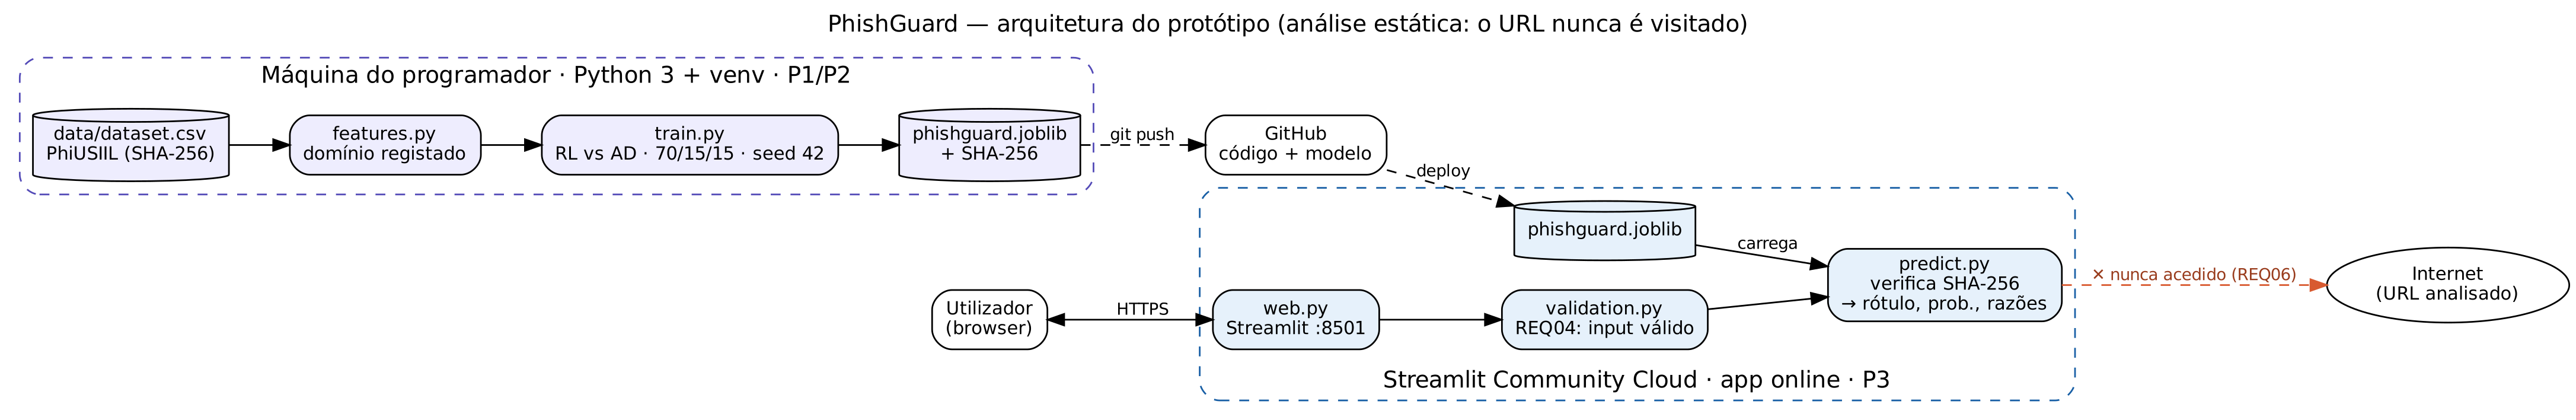 PhishGuard — arquitetura do protótipo (análise estática: o URL nunca é visitado)
Máquina do programador · Python 3 + venv · P1/P2
data/dataset.csv
PhiUSIIL (SHA-256)
features.py
domínio registado
train.py
RL vs AD · 70/15/15 · seed 42
phishguard.joblib
+ SHA-256
git push
GitHub
código + modelo
deploy
phishguard.joblib
carrega
predict.py
verifica SHA-256
→ rótulo, prob., razões
✕ nunca acedido (REQ06)
Internet
(URL analisado)
Utilizador
(browser)
HTTPS
web.py
Streamlit :8501
validation.py
REQ04: input válido
Streamlit Community Cloud · app online · P3